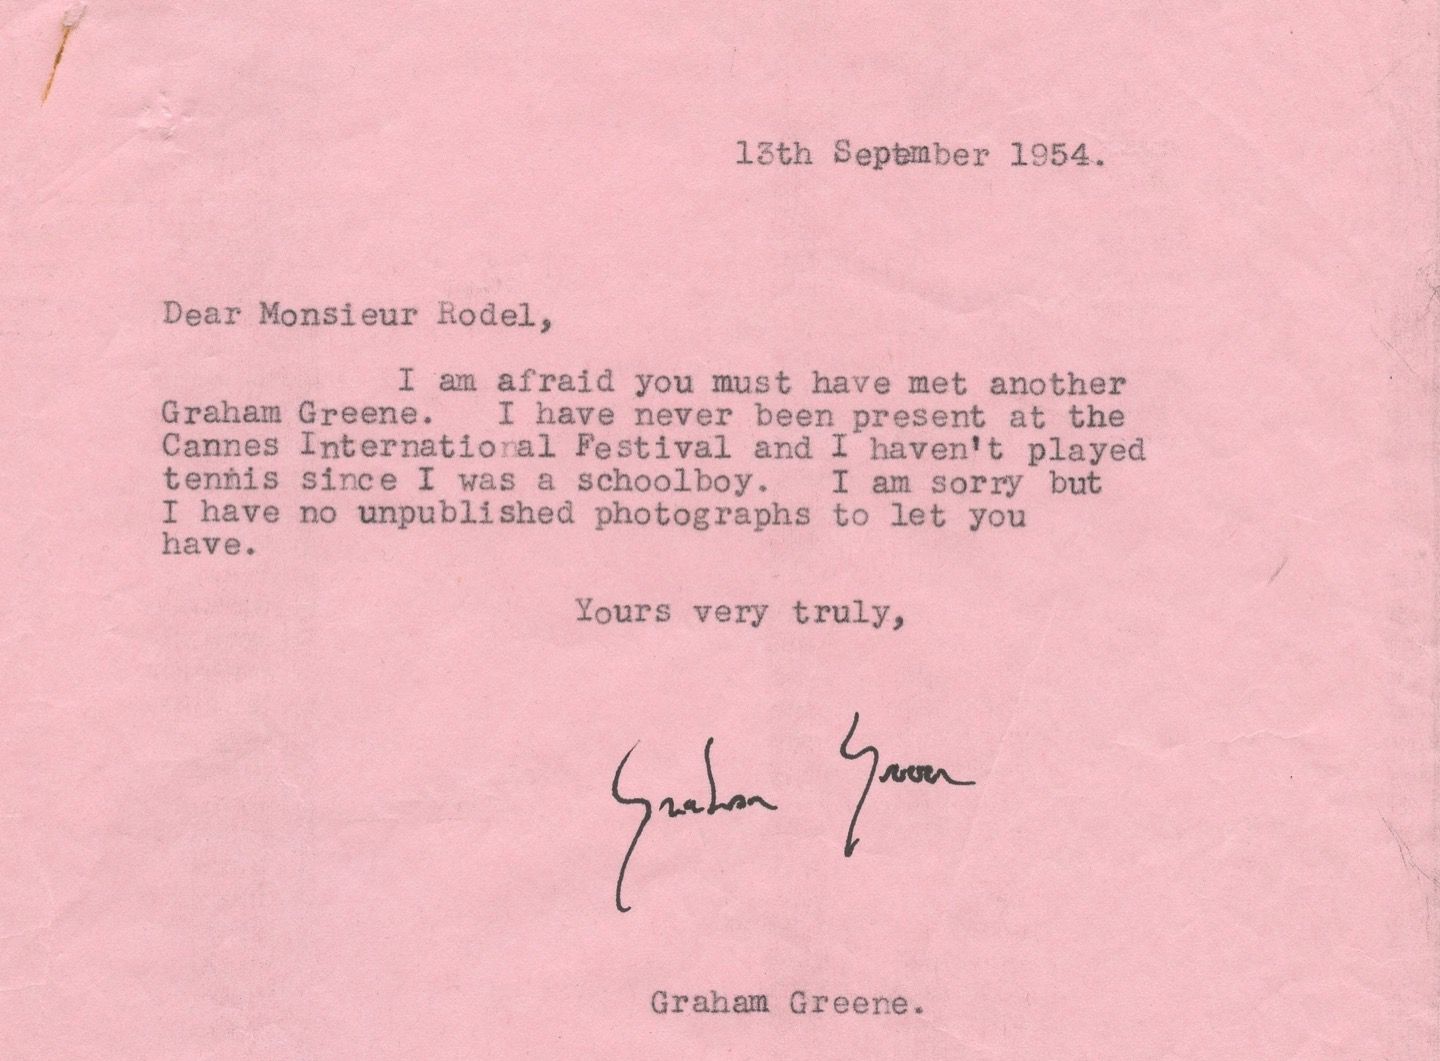 13th September 1954.
Dear Monsieur Rodel,
I am afraid you must have met another
Graham Greene. I have never been present at the
Cannes International Festival and I haven't played
tennis since I was a schoolboy. I am sorry but
I have no unpublished photographs to let you
have.
Yours very truly,
Graham Greene
Graham Greene.